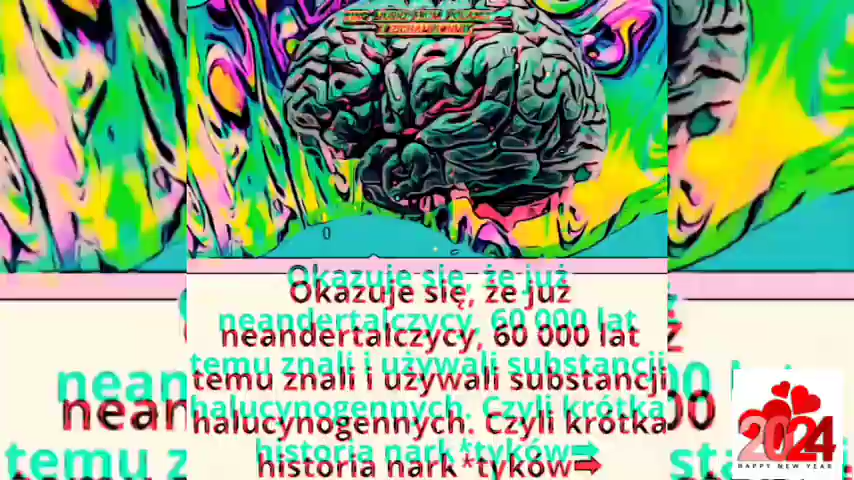 Okazuje się, że już
neandertalczycy, 60 000 lat
temu znali i używali substancji
halucynogennych. Czyli krótka
historia nark*tyków➡
2024
HAPPY NEW YEAR